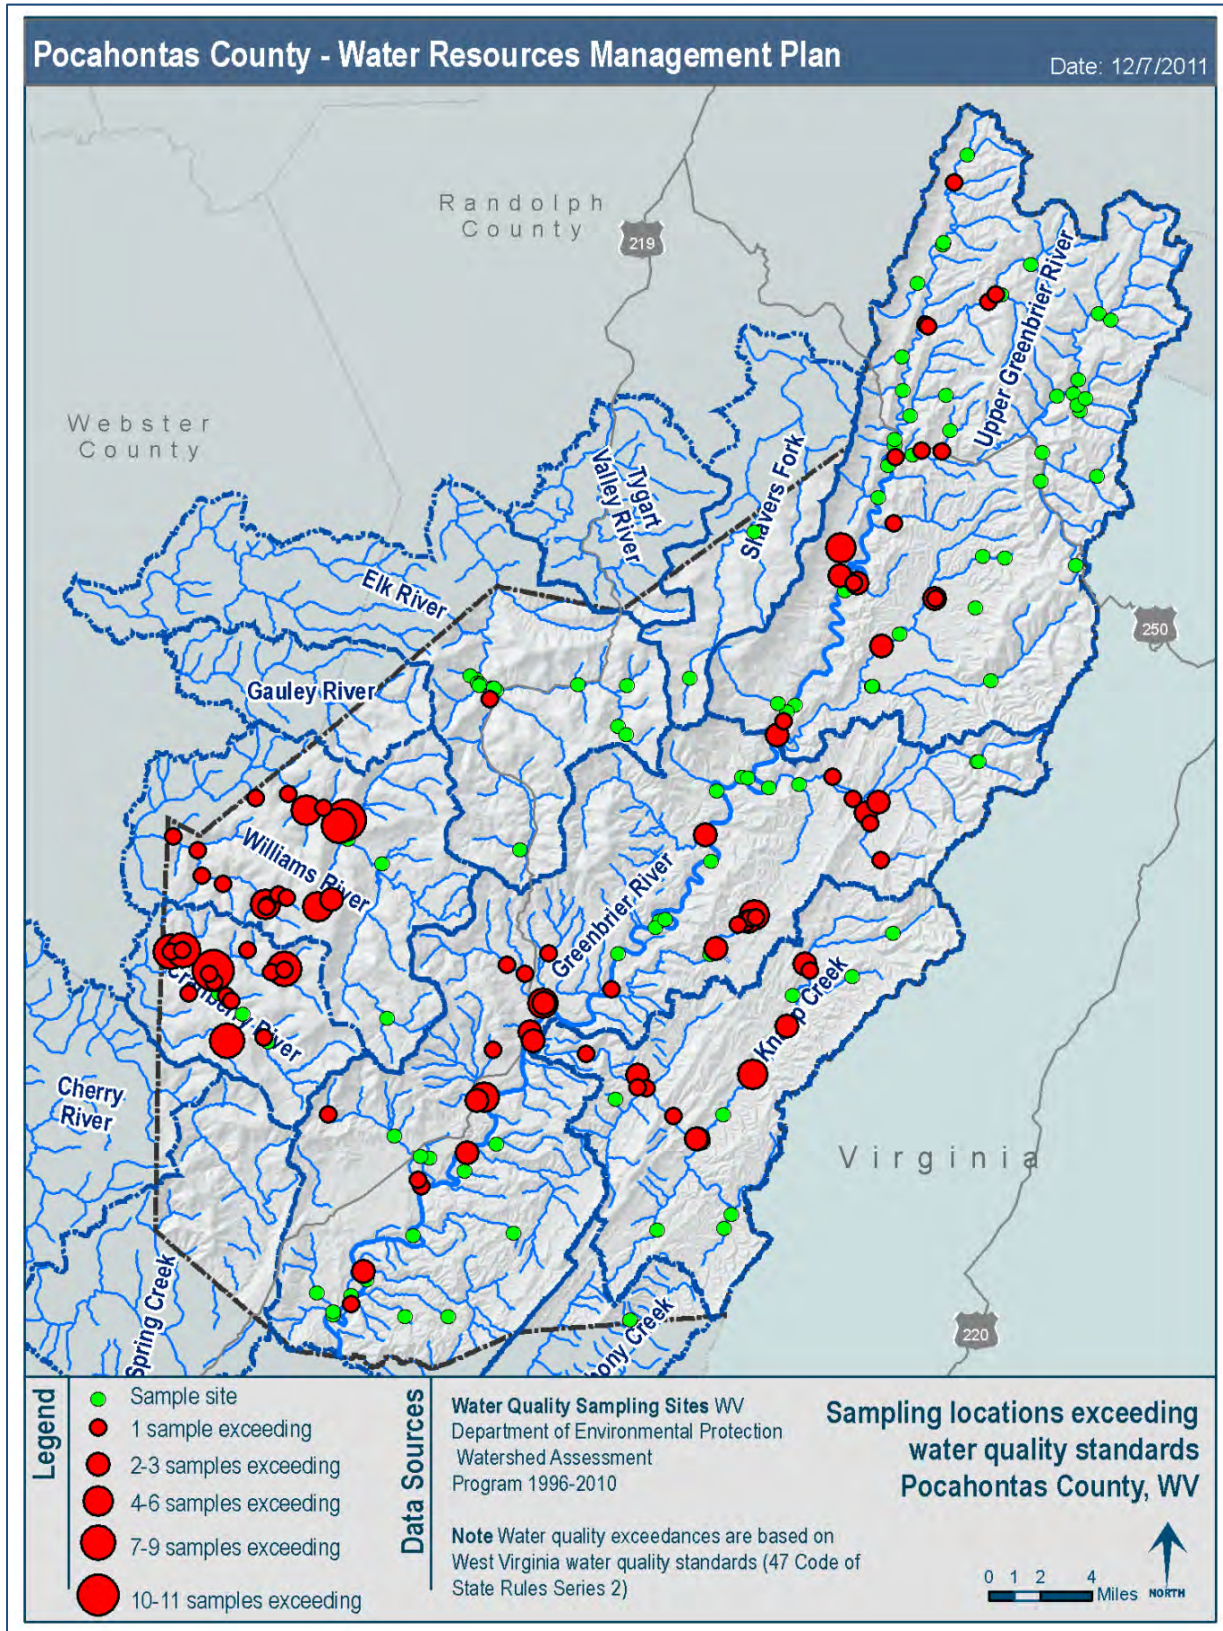 Pocahontas County - Water Resources Management Plan
Date: 12/7/2011
Randolph
County
219
Webster
County
Upper Greenbrier River
Tygart
Valley River
Shavers Fork
Elk River
250
Gauley River
Williams River
Greenbrier River
Cranberry River
Knapp Creek
Cherry
River
Virginia
Spring Creek
bony Creek
220
Legend
Sample site
1 sample exceeding
2-3 samples exceeding
4-6 samples exceeding
7-9 samples exceeding
10-11 samples exceeding
Data Sources
Water Quality Sampling Sites WV
Department of Environmental Protection
Watershed Assessment
Program 1996-2010
Note Water quality exceedances are based on
West Virginia water quality standards (47 Code of
State Rules Series 2)
Sampling locations exceeding
water quality standards
Pocahontas County, WV
0 1 2 4
Miles
NORTH